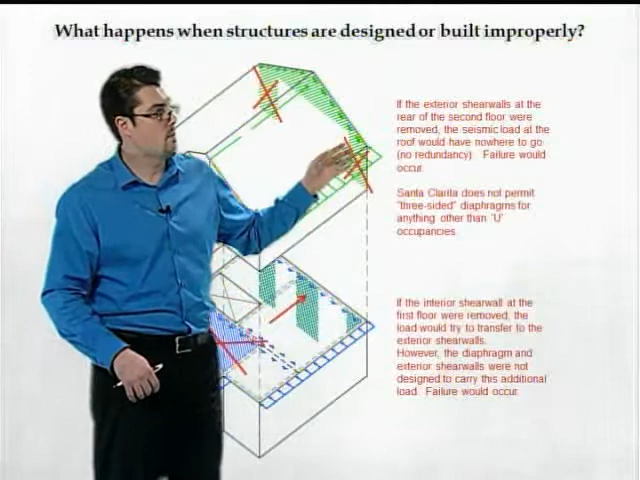 What happens when structures are designed or built improperly?
If the exterior shearwalls at the
rear of the second floor were
removed, the seismic load at the
roof would have nowhere to go
(no redundancy). Failure would
occur.
Santa Clarita does not permit
"three-sided" diaphragms for
anything other than "U"
occupancies.
If the interior shearwall at the
first floor were removed, the
load would try to transfer to the
exterior shearwalls.
However, the diaphragm and
exterior shearwalls were not
designed to carry this additional
load. Failure would occur.